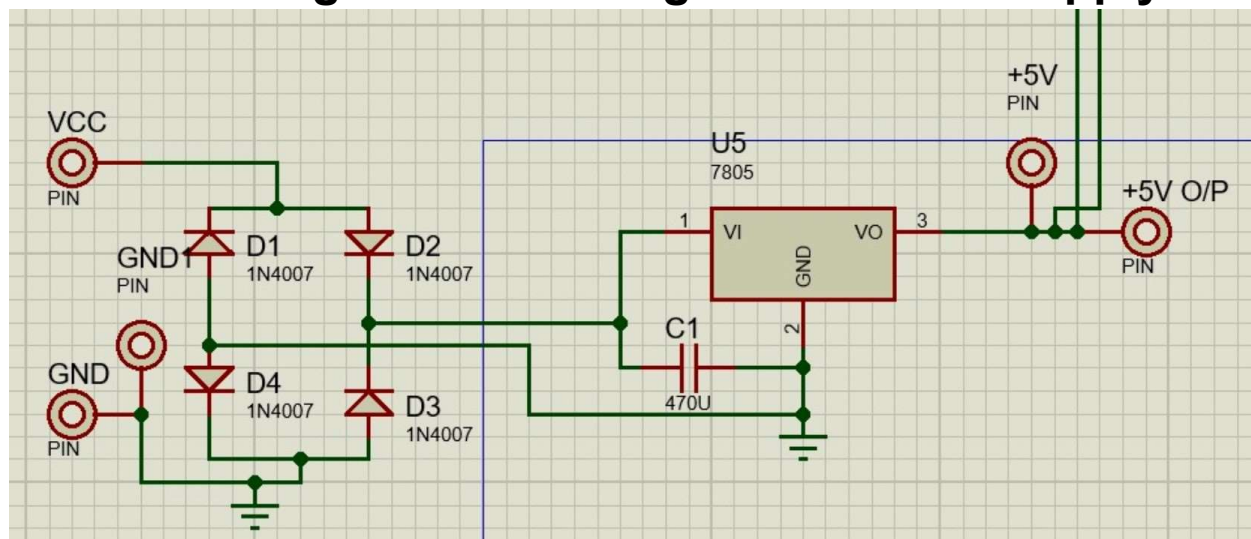 VCC
PIN
GND1
PIN
GND
PIN
D1
1N4007
D2
1N4007
D4
1N4007
D3
1N4007
U5
7805
1
VI
VO
3
GND
2
C1
470U
+5V
PIN
+5V O/P
PIN